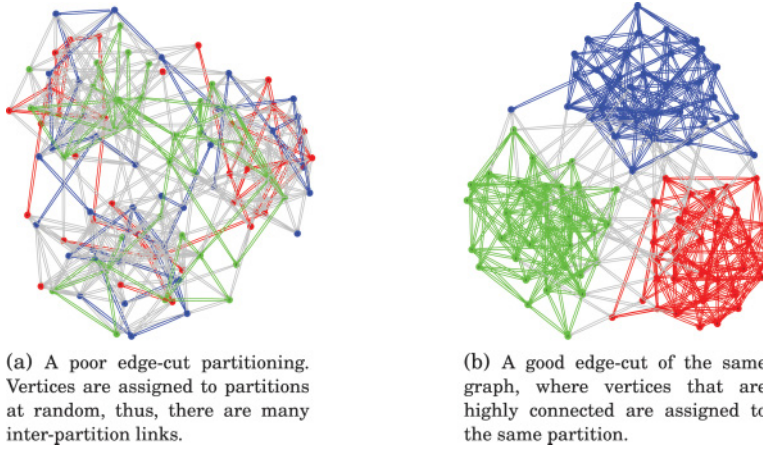 (a) A poor edge-cut partitioning.
Vertices are assigned to partitions
at random, thus, there are many
inter-partition links.
(b) A good edge-cut of the same
graph, where vertices that are
highly connected are assigned to
the same partition.